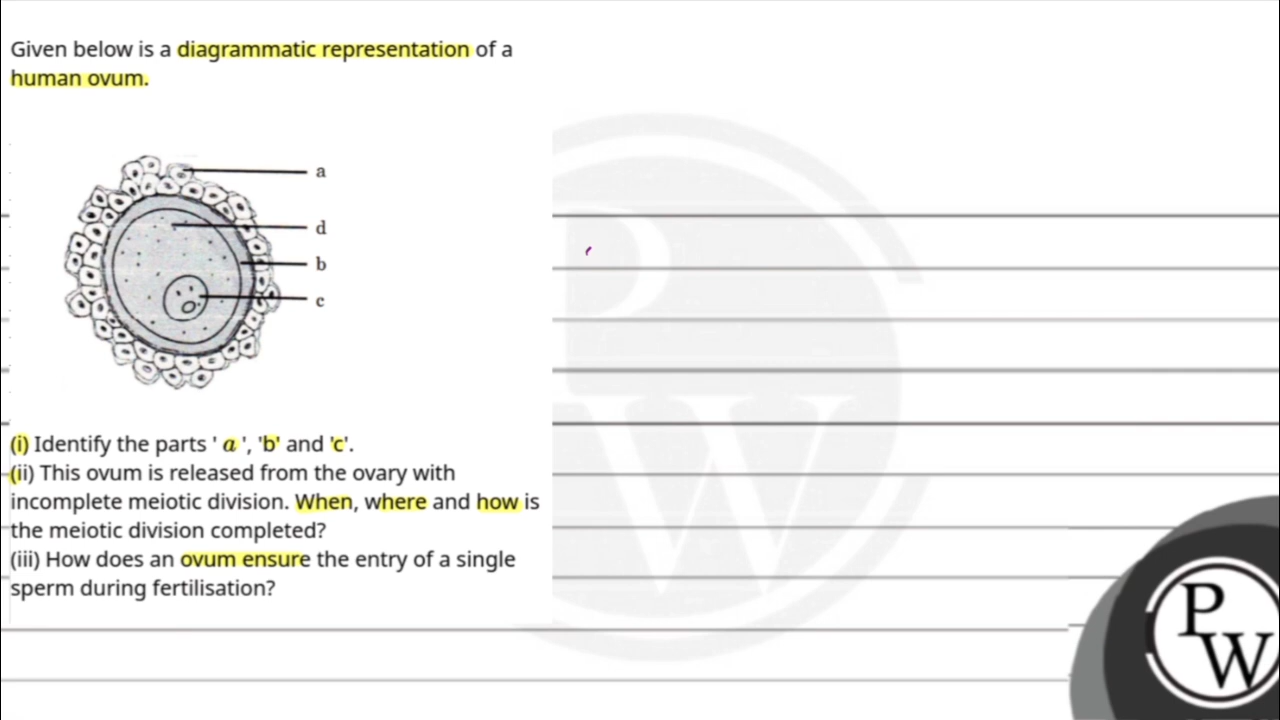 Given below is a diagrammatic representation of a
human ovum.
a
d
b
c
(i) Identify the parts ' a ', 'b' and 'c'.
(ii) This ovum is released from the ovary with
incomplete meiotic division. When, where and how is
the meiotic division completed?
(iii) How does an ovum ensure the entry of a single
sperm during fertilisation?
P
W
P
W